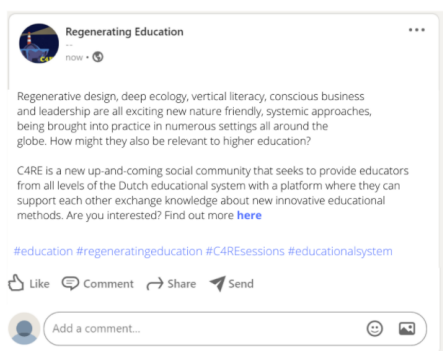 Regenerating Education
...
now •
Regenerative design, deep ecology, vertical literacy, conscious business
and leadership are all exciting new nature friendly, systemic approaches,
being brought into practice in numerous settings all around the
globe. How might they also be relevant to higher education?
C4RE is a new up-and-coming social community that seeks to provide educators
from all levels of the Dutch educational system with a platform where they can
support each other exchange knowledge about new innovative educational
methods. Are you interested? Find out more here
#education #regeneratingeducation #C4REsessions #educationalsystem
Like Comment Share Send
Add a comment...